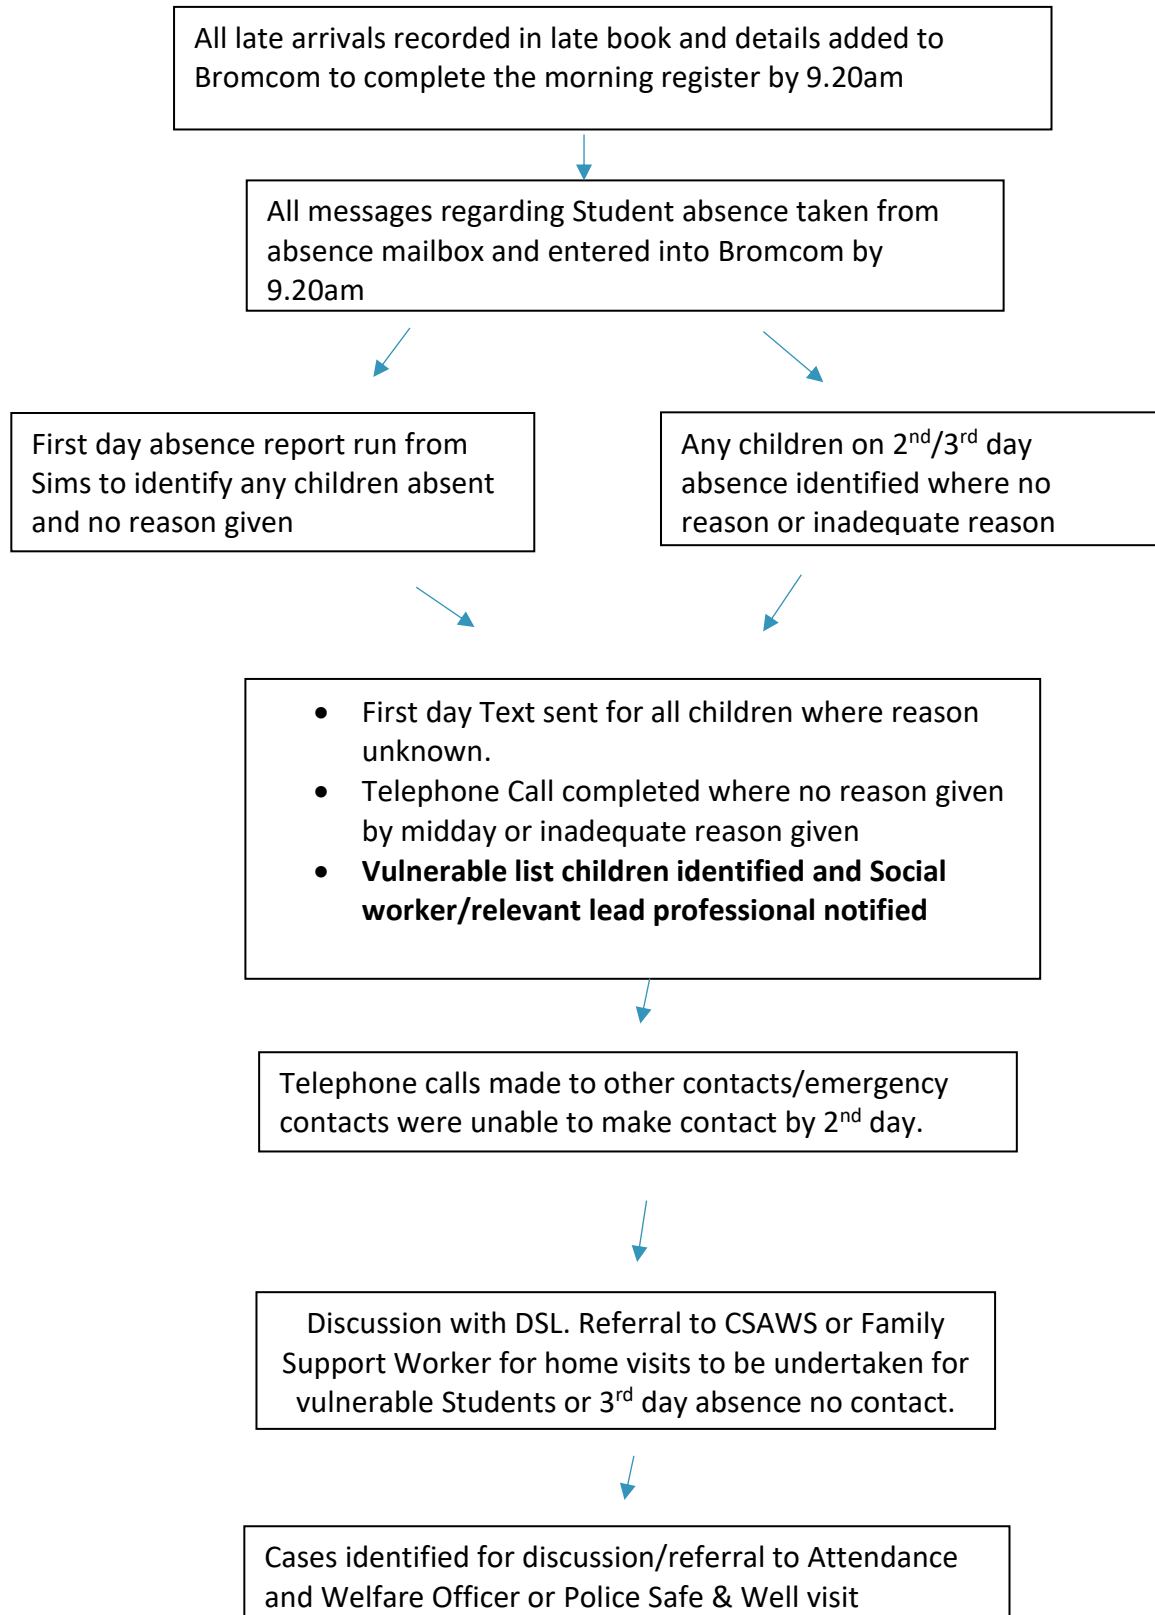 All late arrivals recorded in late book and details added to
Bromcom to complete the morning register by 9.20am
All messages regarding Student absence taken from
absence mailbox and entered into Bromcom by
9.20am
First day absence report run from
Sims to identify any children absent
and no reason given
Any children on 2nd/3rd day
absence identified where no
reason or inadequate reason
• First day Text sent for all children where reason
unknown.
• Telephone Call completed where no reason given
by midday or inadequate reason given
• Vulnerable list children identified and Social
worker/relevant lead professional notified
Telephone calls made to other contacts/emergency
contacts were unable to make contact by 2nd day.
Discussion with DSL. Referral to CSAWS or Family
Support Worker for home visits to be undertaken for
vulnerable Students or 3rd day absence no contact.
Cases identified for discussion/referral to Attendance
and Welfare Officer or Police Safe & Well visit